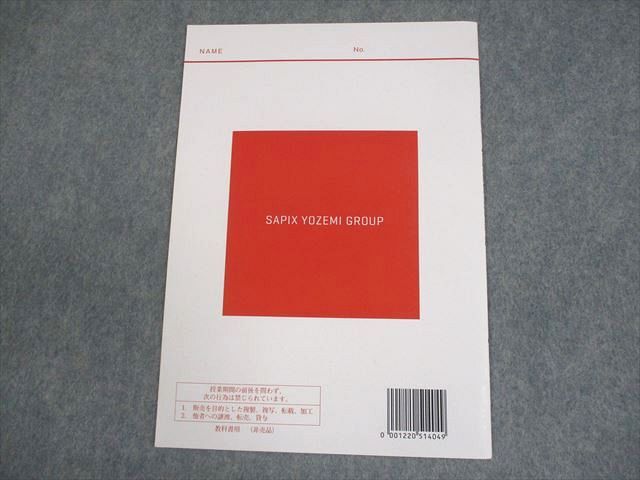 NAME No.
SAPIX YOZEMI GROUP
授業期間の前後を問わず、
次の行為は禁じられています。
1. 販売を目的とした複製、複写、転載、加工
2. 他者への譲渡、転売、貸与
教科書用 （非売品）
0 001220 514049